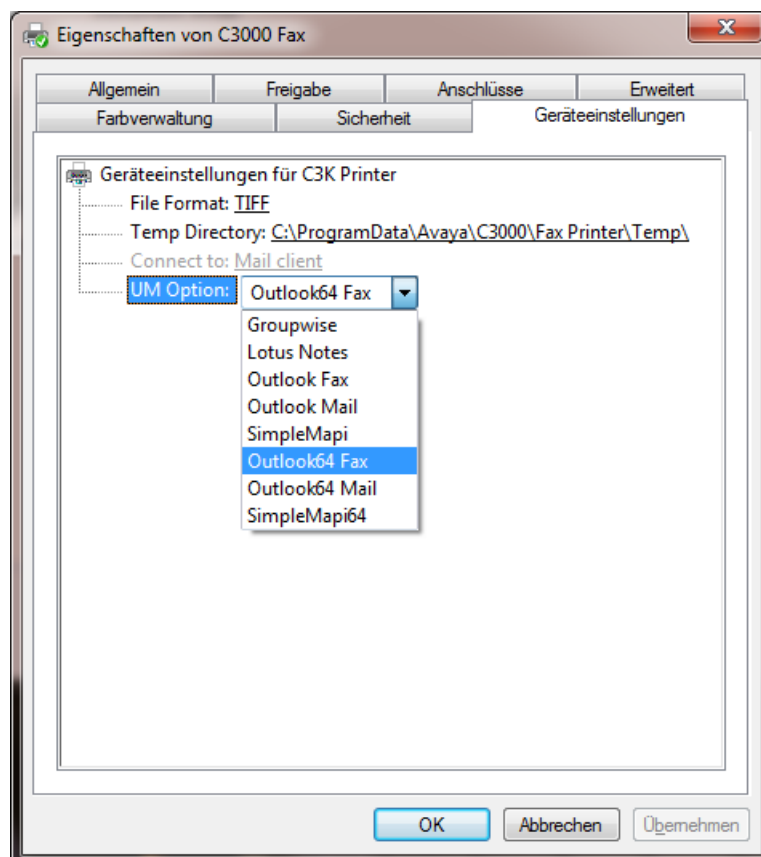 Eigenschaften von C3000 Fax
x
Allgemein Freigabe Anschlüsse Erweitert
Farbverwaltung Sicherheit Geräteeinstellungen
Geräteeinstellungen für C3K Printer
File Format: TIFF
Temp Directory: C:\ProgramData\Avaya\C3000\Fax Printer\Temp\
Connect to: Mail client
UM Option: Outlook64 Fax
Groupwise
Lotus Notes
Outlook Fax
Outlook Mail
SimpleMapi
Outlook64 Fax
Outlook64 Mail
SimpleMapi64
OK Abbrechen Übernehmen